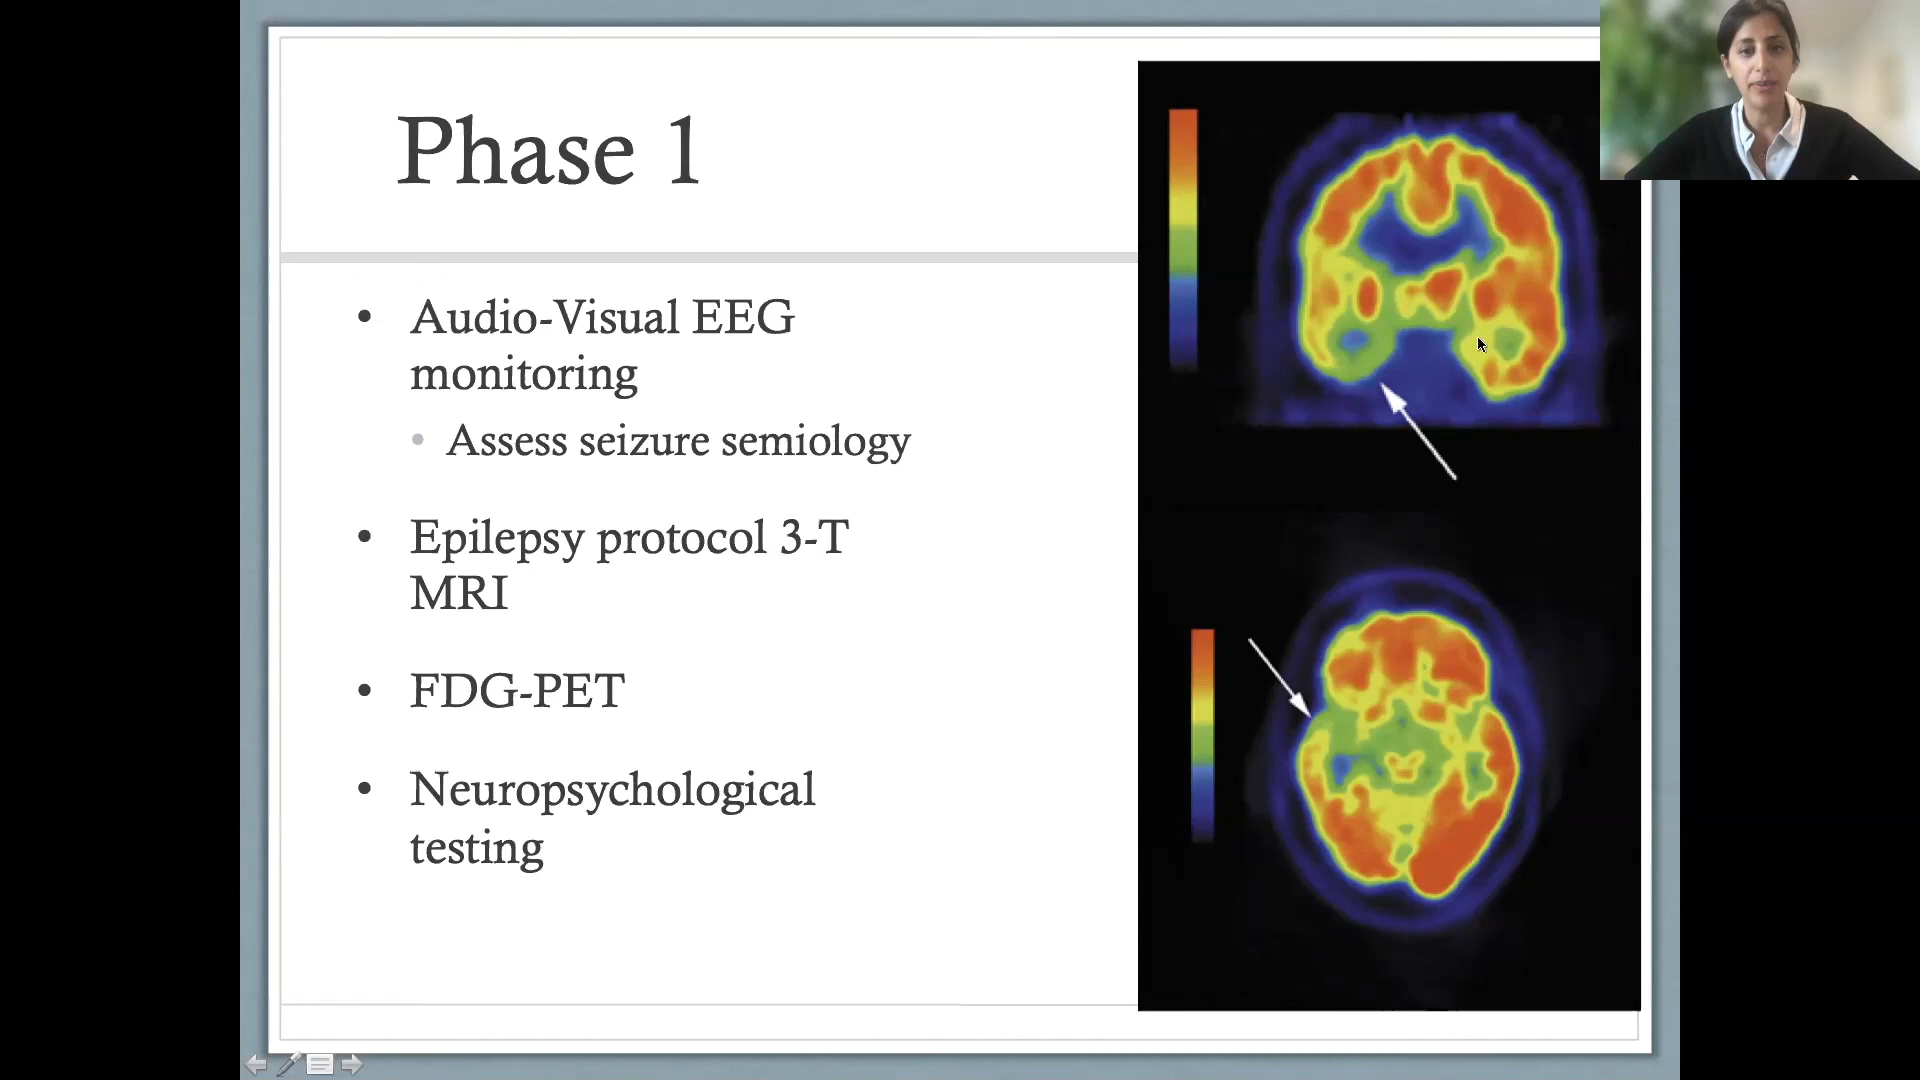 Phase 1
• Audio-Visual EEG
monitoring
• Assess seizure semiology
• Epilepsy protocol 3-T
MRI
• FDG-PET
• Neuropsychological
testing